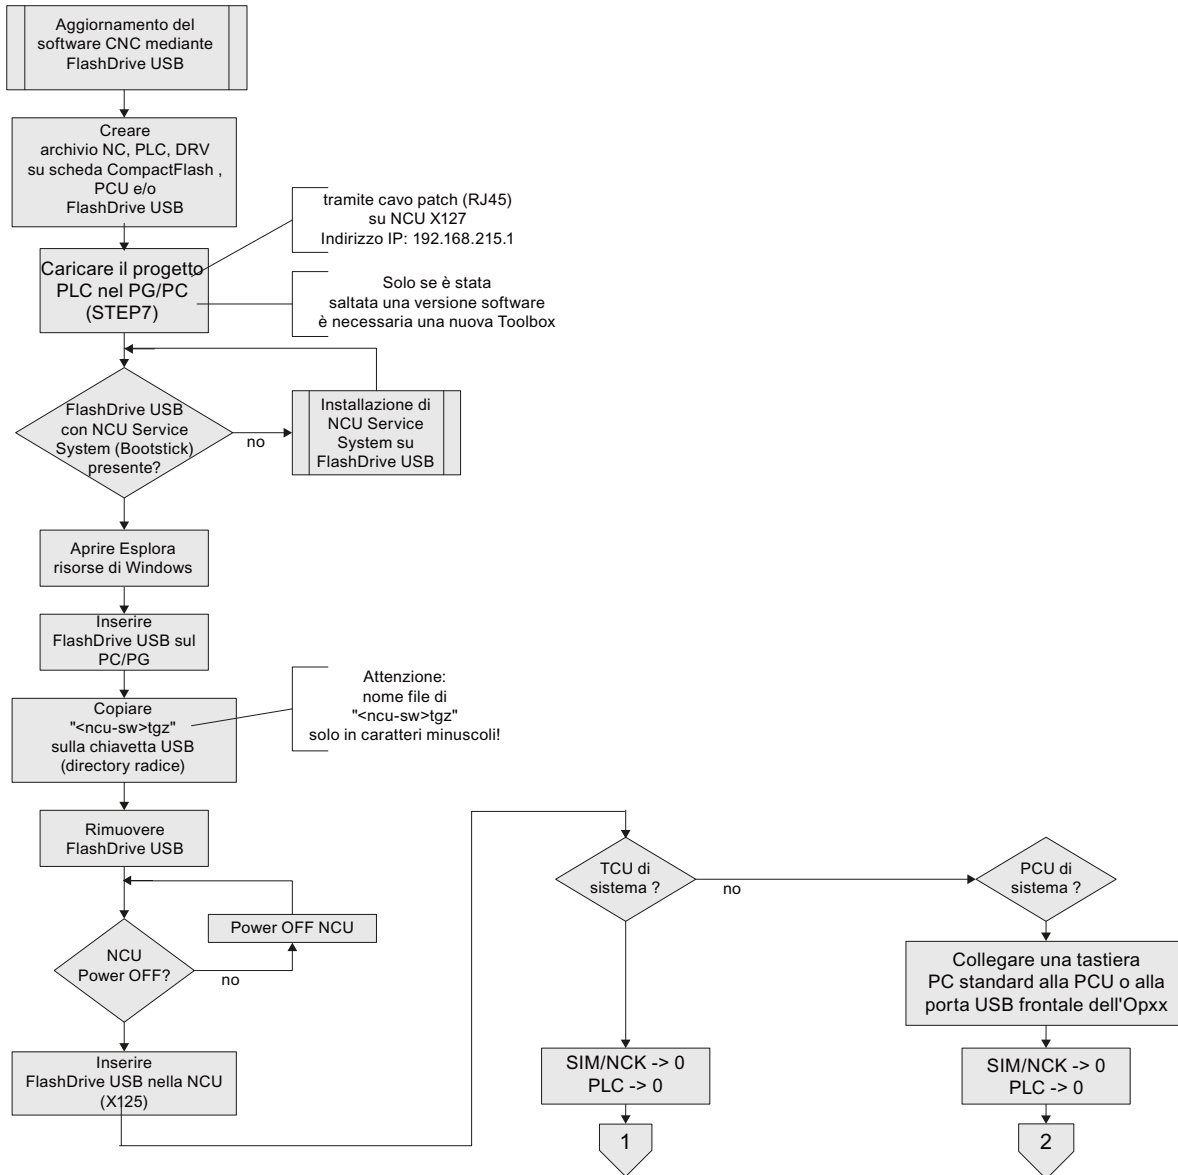 Aggiornamento del
software CNC mediante
FlashDrive USB
Creare
archivio NC, PLC, DRV
su scheda CompactFlash ,
PCU e/o
FlashDrive USB
tramite cavo patch (RJ45)
su NCU X127
Indirizzo IP: 192.168.215.1
Caricare il progetto
PLC nel PG/PC
(STEP7)
Solo se è stata
saltata una versione software
è necessaria una nuova Toolbox
FlashDrive USB
con NCU Service
System (Bootstick)
presente?
no
Installazione di
NCU Service
System su
FlashDrive USB
Aprire Esplora
risorse di Windows
Inserire
FlashDrive USB sul
PC/PG
Copiare
"<ncu-sw>tgz"
sulla chiavetta USB
(directory radice)
Attenzione:
nome file di
"<ncu-sw>tgz"
solo in caratteri minuscoli!
Rimuovere
FlashDrive USB
NCU
Power OFF?
no
Power OFF NCU
Inserire
FlashDrive USB nella NCU
(X125)
TCU di
sistema ?
no
PCU di
sistema ?
Collegare una tastiera
PC standard alla PCU o alla
porta USB frontale dell'Opxx
SIM/NCK -> 0
PLC -> 0
SIM/NCK -> 0
PLC -> 0
1
2